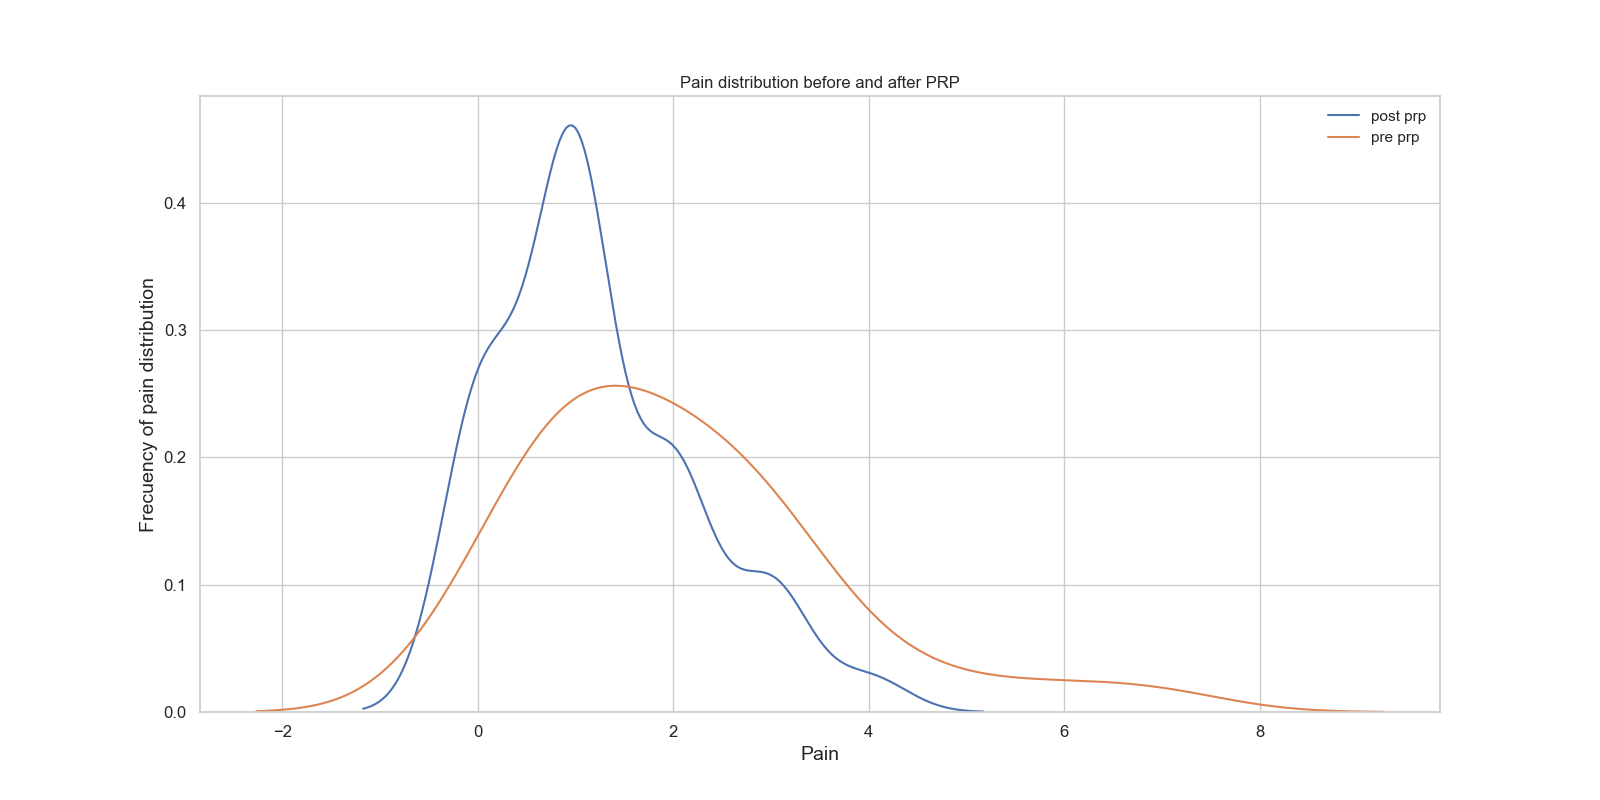 Pain distribution before and after PRP
post prp
pre prp
Frecuency of pain distribution
0.4
0.3
0.2
0.1
0.0
−2
0
2
4
6
8
Pain